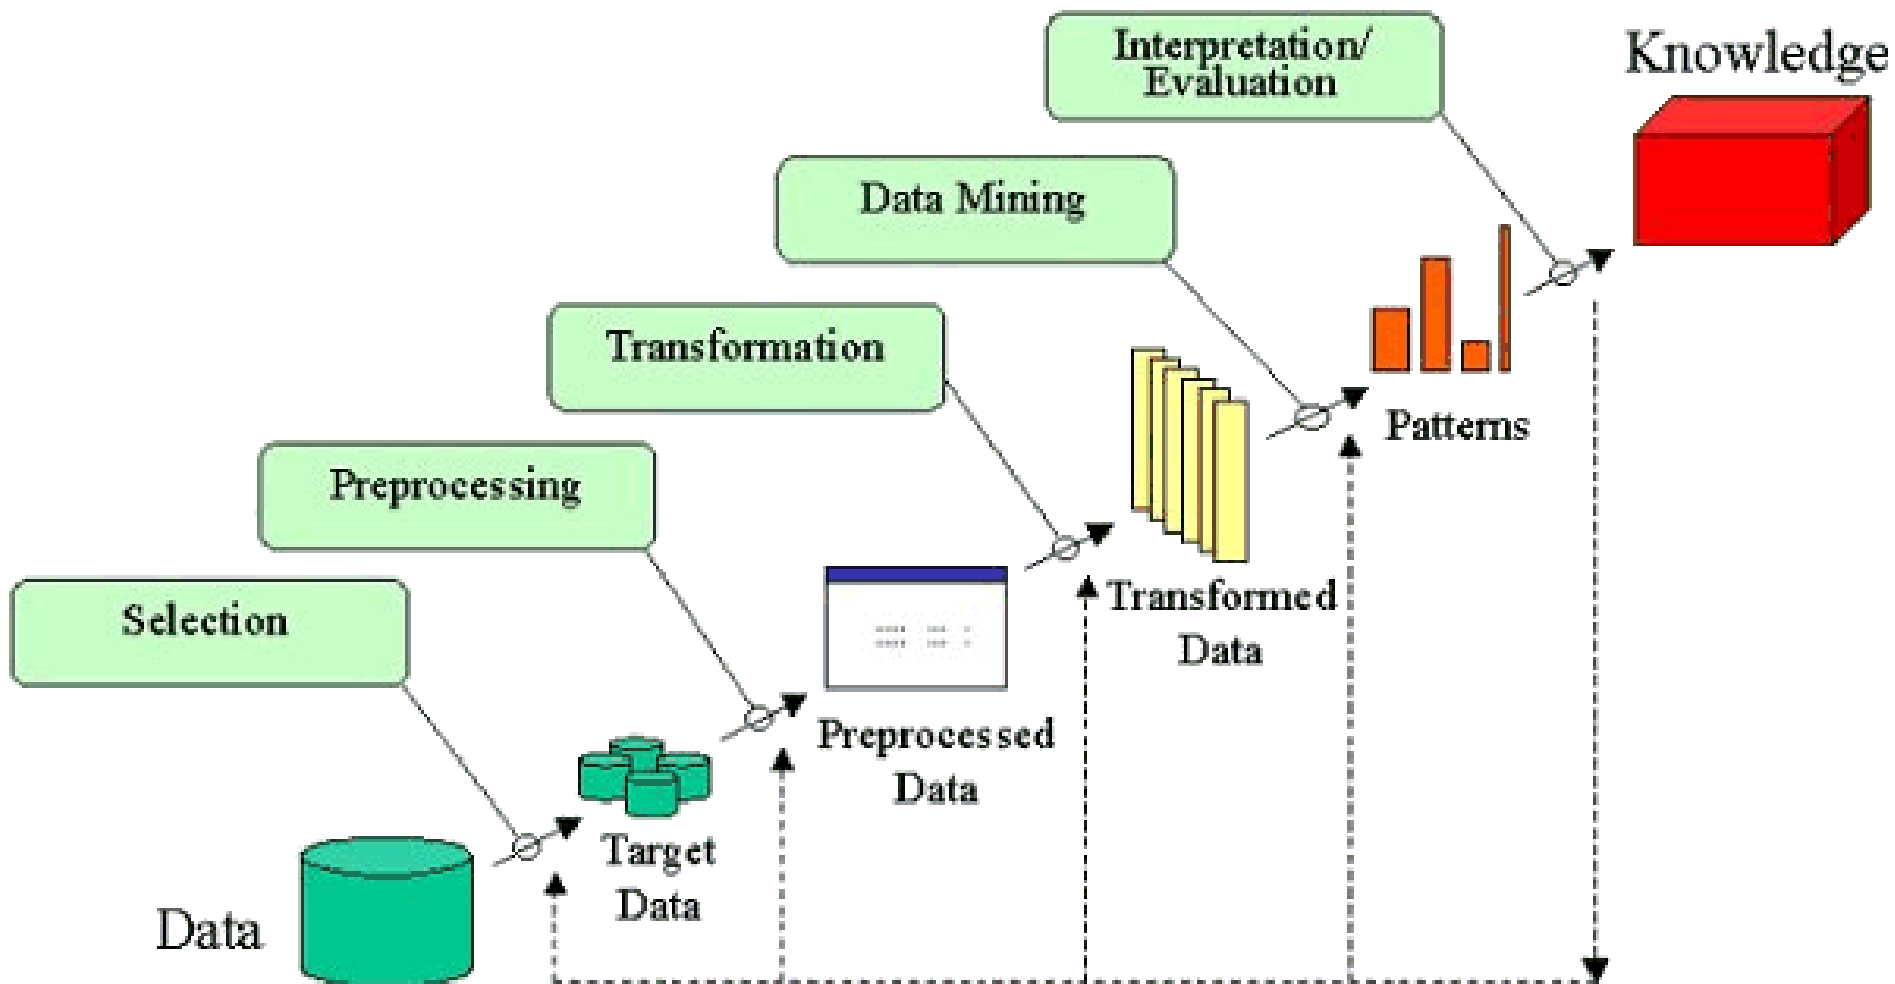 Interpretation/
Evaluation
Knowledge
Data Mining
Patterns
Transformation
Transformed
Data
Preprocessing
Preprocessed
Data
Selection
Target
Data
Data